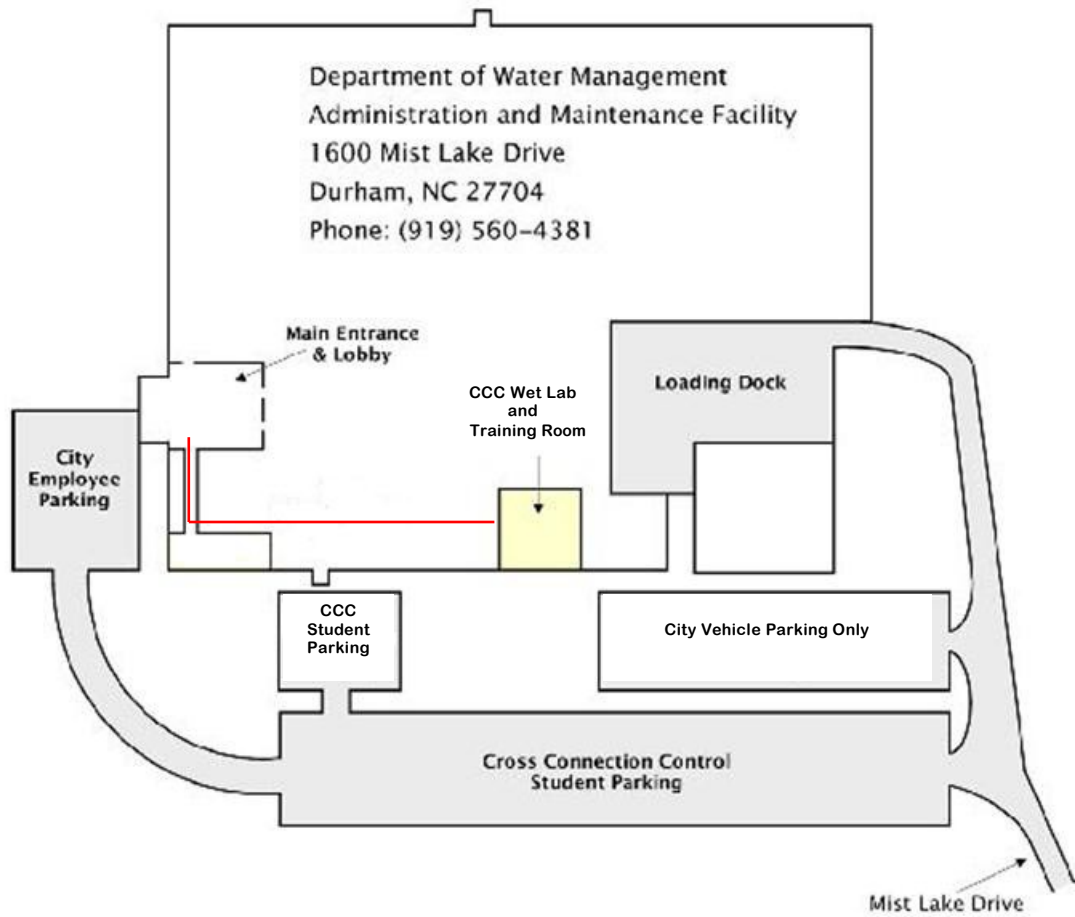 Department of Water Management
Administration and Maintenance Facility
1600 Mist Lake Drive
Durham, NC 27704
Phone: (919) 560-4381
Main Entrance
& Lobby
Loading Dock
CCC Wet Lab
and
Training Room
City
Employee
Parking
CCC
Student
Parking
City Vehicle Parking Only
Cross Connection Control
Student Parking
Mist Lake Drive